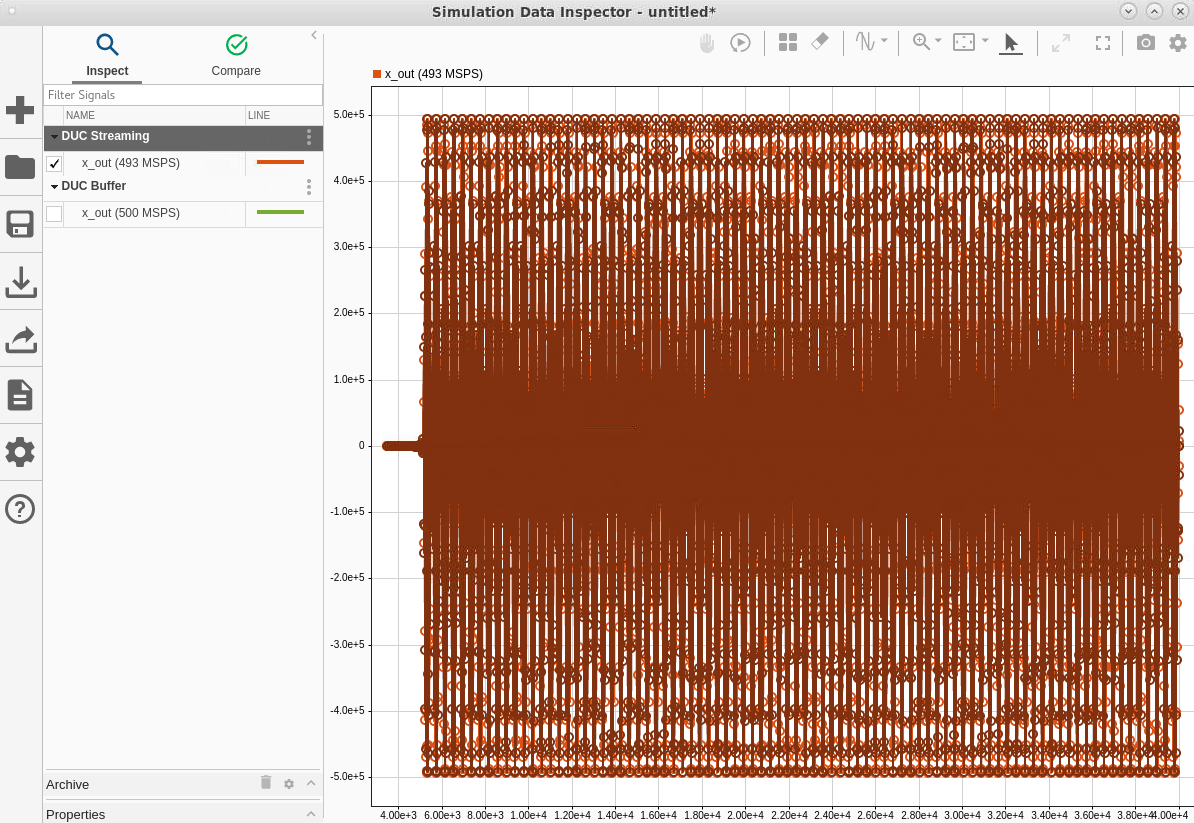 Simulation Data Inspector - untitled*
Inspect
Compare
Filter Signals
NAME
LINE
DUC Streaming
x_out (493 MSPS)
DUC Buffer
x_out (500 MSPS)
Archive
Properties
x_out (493 MSPS)
5.0e+5
4.0e+5
3.0e+5
2.0e+5
1.0e+5
0
-1.0e+5
-2.0e+5
-3.0e+5
-4.0e+5
-5.0e+5
4.00e+3 6.00e+3 8.00e+3 1.00e+4 1.20e+4 1.40e+4 1.60e+4 1.80e+4 2.00e+4 2.20e+4 2.40e+4 2.60e+4 2.80e+4 3.00e+4 3.20e+4 3.40e+4 3.60e+4 3.80e+4 4.00e+4